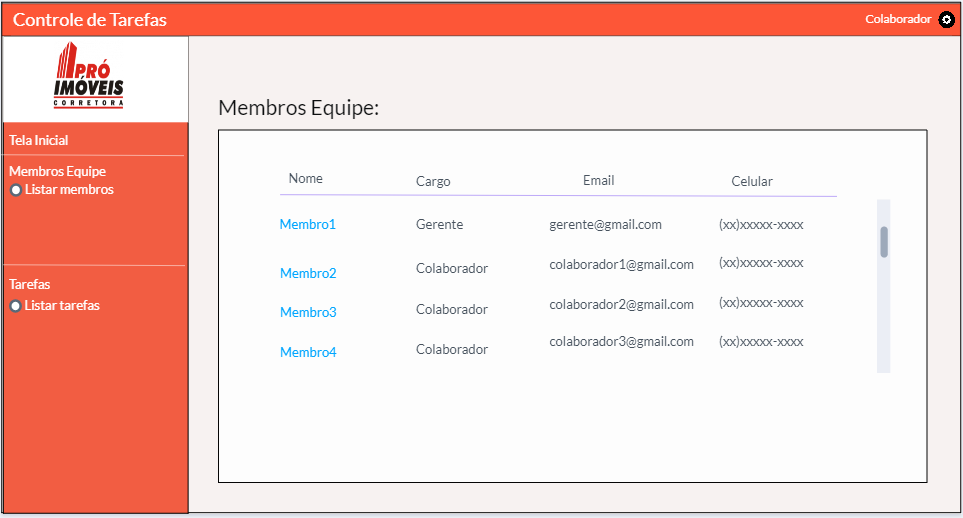 Controle de Tarefas
Colaborador
PRÓ
IMÓVEIS
CORRETORA
Tela Inicial
Membros Equipe
Listar membros
Tarefas
Listar tarefas
Membros Equipe:
Nome Cargo Email Celular
Membro1 Gerente gerente@gmail.com (xx)xxxxx-xxxx
Membro2 Colaborador colaborador1@gmail.com (xx)xxxxx-xxxx
Membro3 Colaborador colaborador2@gmail.com (xx)xxxxx-xxxx
Membro4 Colaborador colaborador3@gmail.com (xx)xxxxx-xxxx